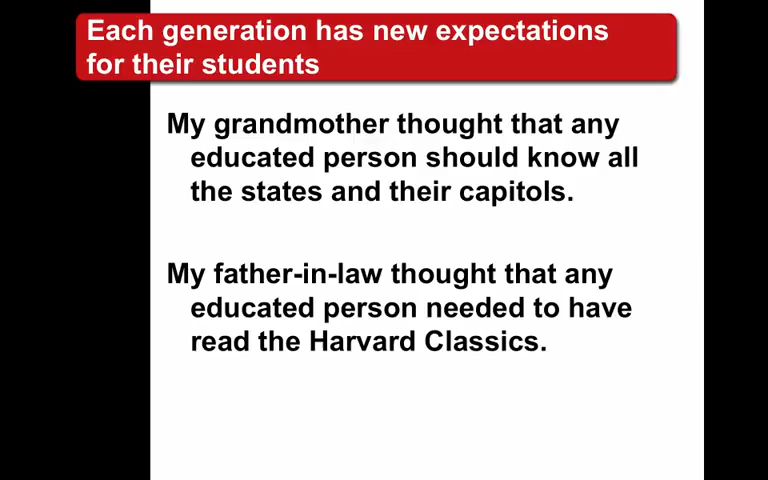 Each generation has new expectations
for their students
My grandmother thought that any
educated person should know all
the states and their capitols.
My father-in-law thought that any
educated person needed to have
read the Harvard Classics.